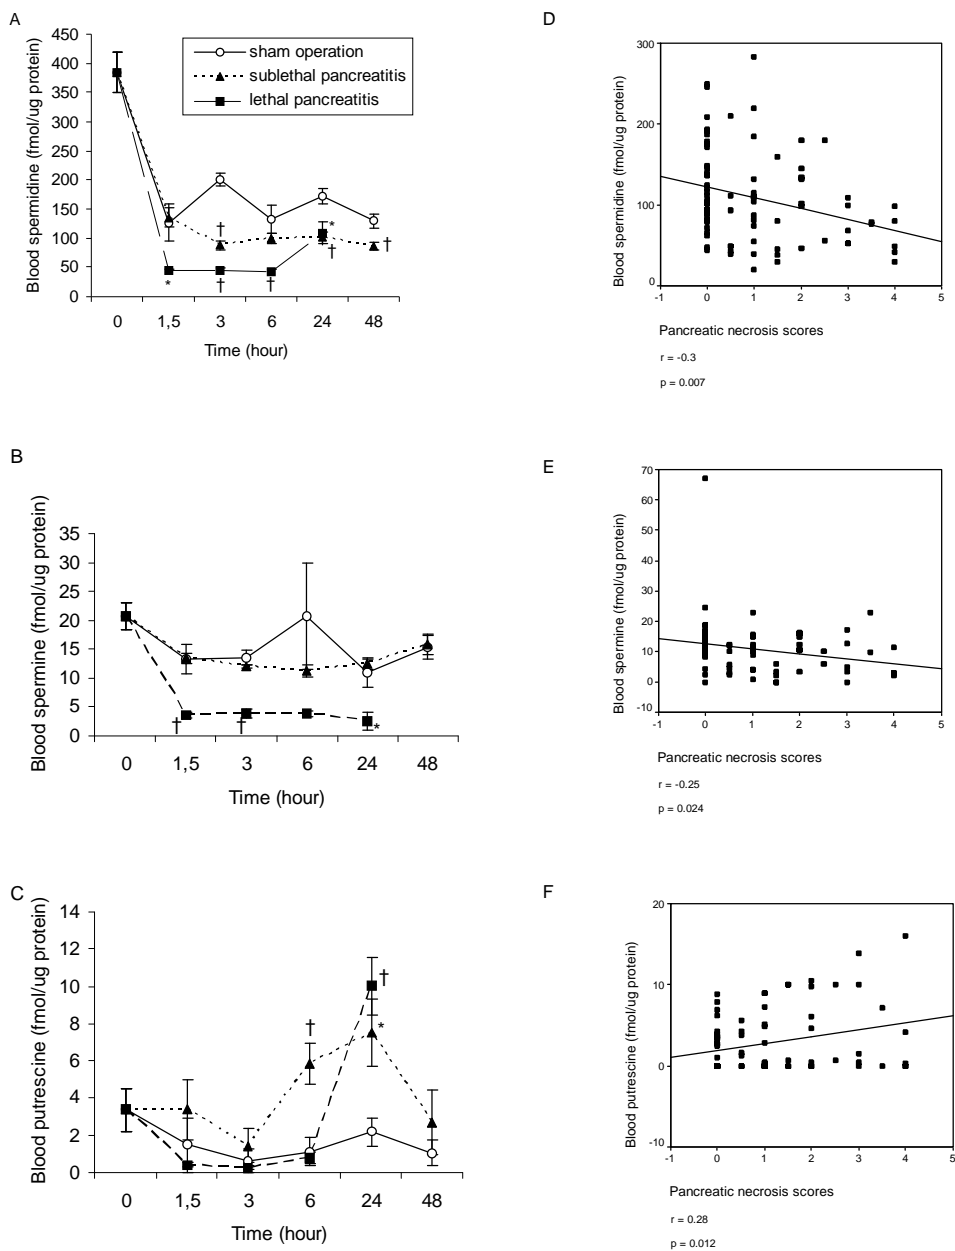 A
Blood spermidine (fmol/ug protein)
450
400
350
300
250
200
150
100
50
0
sham operation
sublethal pancreatitis
lethal pancreatitis
†
*
†
†
*
†
†
0 1,5 3 6 24 48
Time (hour)
D
Blood spermidine (fmol/ug protein)
300
200
100
0
-1 0 1 2 3 4 5
Pancreatic necrosis scores
r = -0.3
p = 0.007
B
Blood spermine (fmol/ug protein)
35
30
25
20
15
10
5
0
† † *
0 1,5 3 6 24 48
Time (hour)
E
Blood spermine (fmol/ug protein)
70
60
50
40
30
20
10
0
-10
-1 0 1 2 3 4 5
Pancreatic necrosis scores
r = -0.25
p = 0.024
C
Blood putrescine (fmol/ug protein)
14
12
10
8
6
4
2
0
†
†
*
0 1,5 3 6 24 48
Time (hour)
F
Blood putrescine (fmol/ug protein)
20
10
0
-10
-1 0 1 2 3 4 5
Pancreatic necrosis scores
r = 0.28
p = 0.012